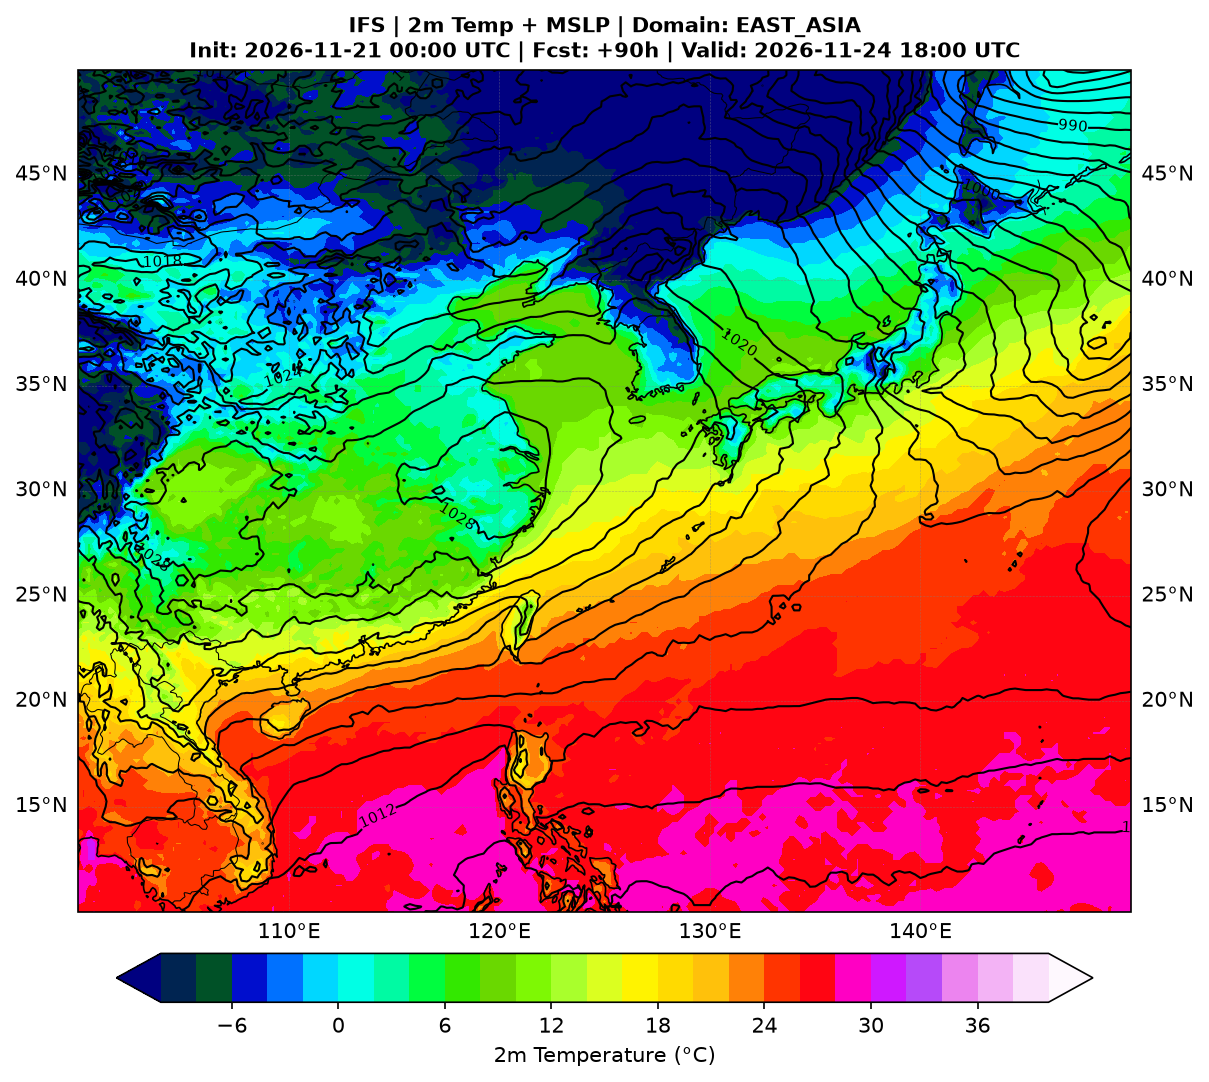 IFS | 2m Temp + MSLP | Domain: EAST_ASIA
Init: 2026-11-21 00:00 UTC | Fcst: +90h | Valid: 2026-11-24 18:00 UTC
990
45°N
45°N
1000
1018
40°N
40°N
1020
35°N
35°N
30°N
30°N
1028
25°N
25°N
20°N
20°N
15°N
15°N
1012
110°E
120°E
130°E
140°E
−6
0
6
12
18
24
30
36
2m Temperature (°C)